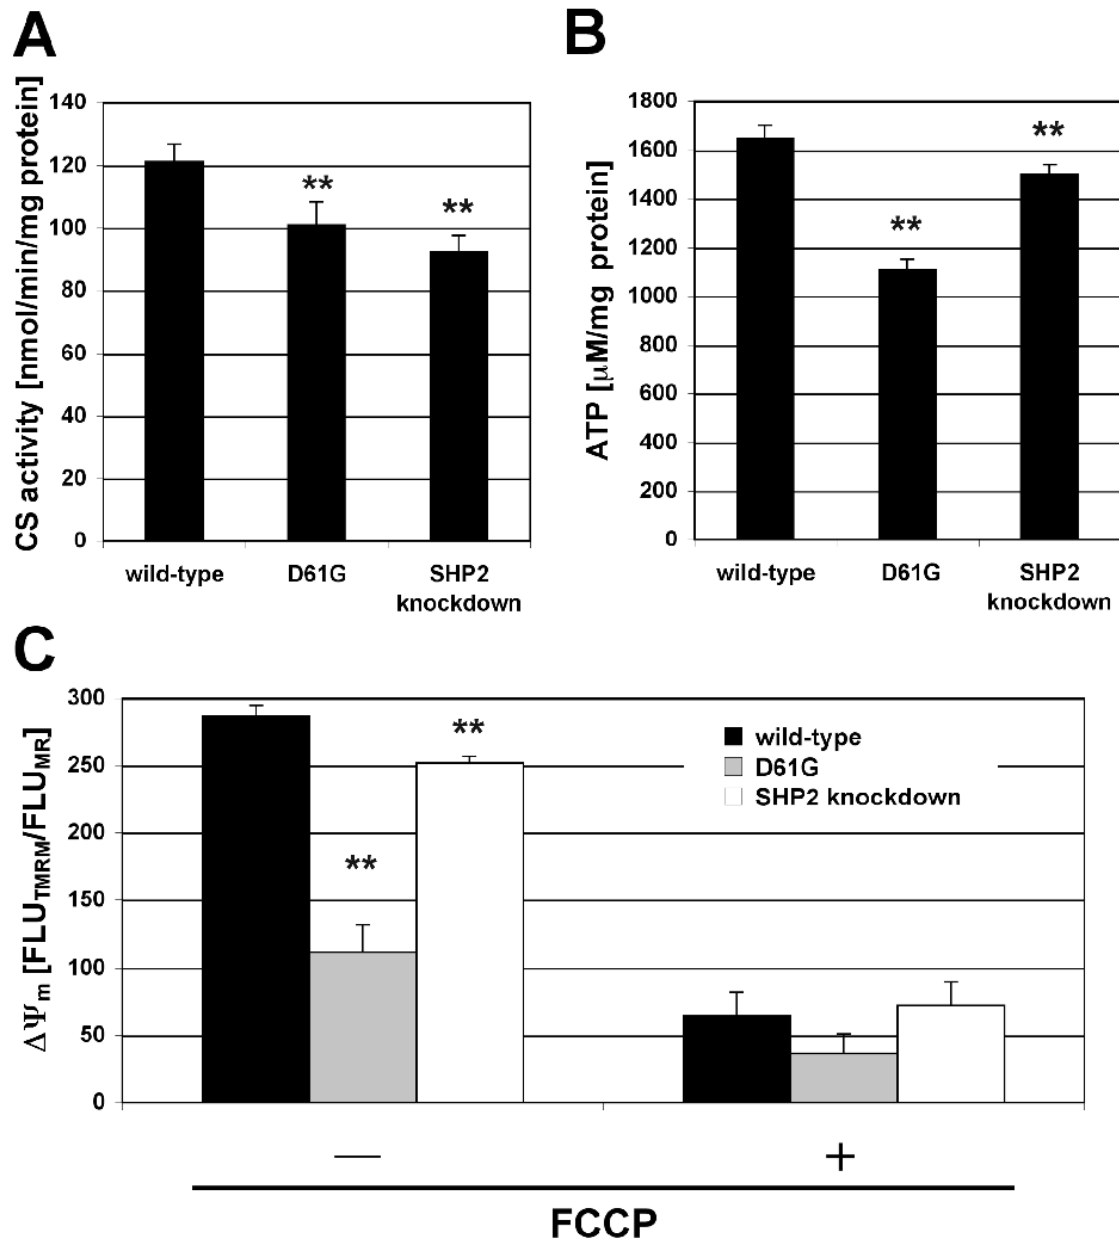 A
CS activity [nmol/min/mg protein]
140
120
100
80
60
40
20
0
**
**
wild-type
D61G
SHP2
knockdown
B
ATP [μM/mg protein]
1800
1600
1400
1200
1000
800
600
400
200
0
**
**
wild-type
D61G
SHP2
knockdown
C
ΔΨm [FLUTMRM/FLUMR]
300
250
200
150
100
50
0
**
**
wild-type
D61G
SHP2 knockdown
— +
FCCP